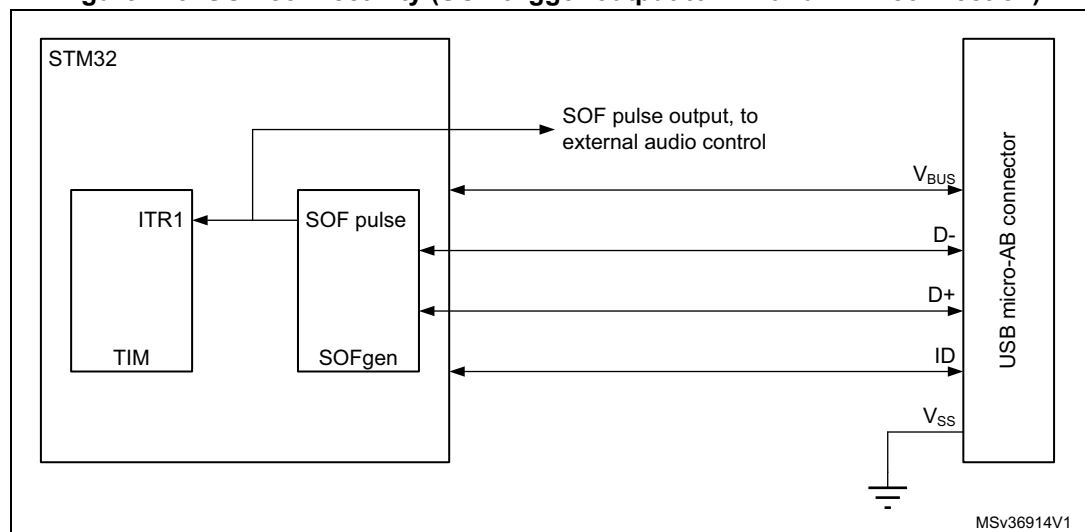 STM32
SOF pulse output, to
external audio control
VBUS
ITR1
SOF pulse
D-
D+
TIM
SOFgen
ID
VSS
USB micro-AB connector
MSv36914V1